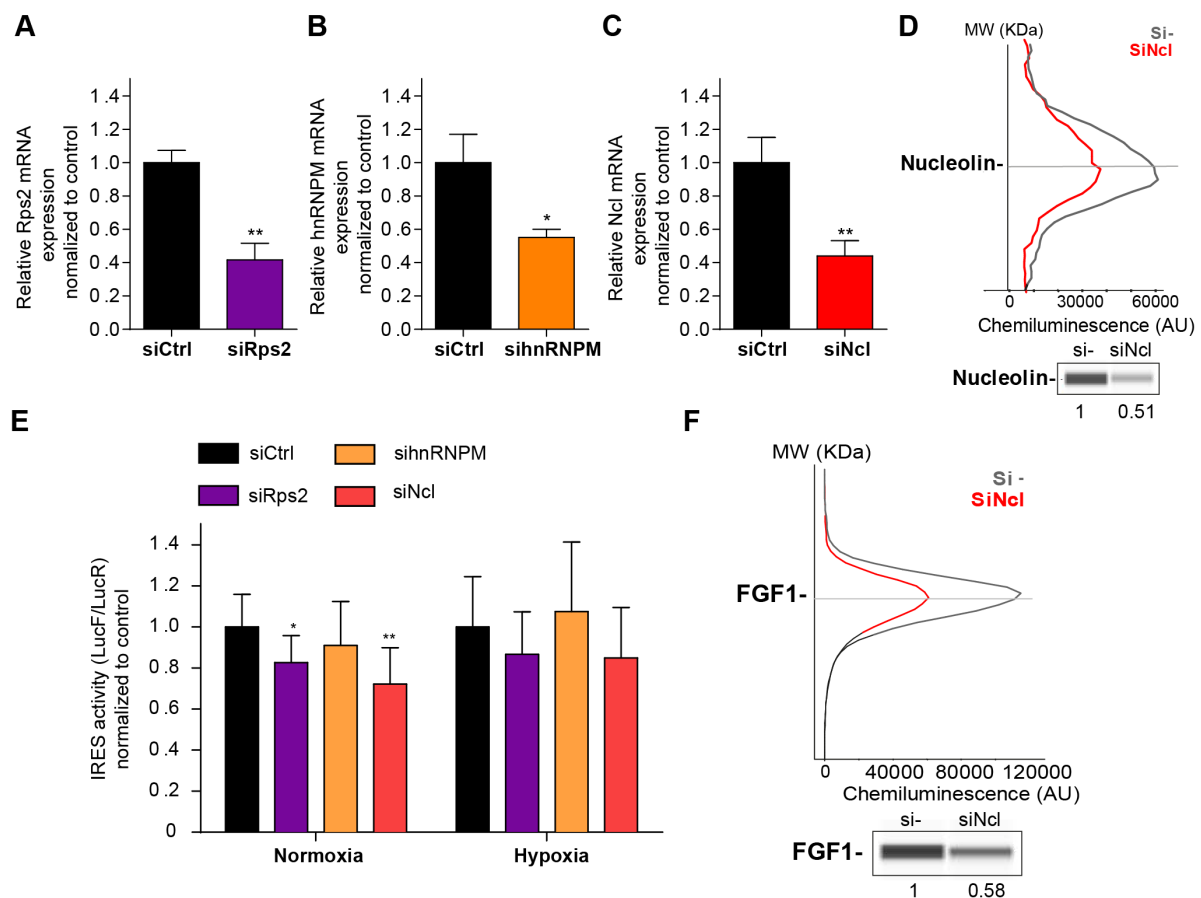 A
Relative Rps2 mRNA
expression
normalized to control
1.4
1.2
1.0
0.8
0.6
0.4
0.2
0.0
**
siCtrl
siRps2
B
Relative hnRNPM mRNA
expression
normalized to control
1.4
1.2
1.0
0.8
0.6
0.4
0.2
0.0
*
siCtrl
sihnRNPM
C
Relative Ncl mRNA
expression
normalized to control
1.4
1.2
1.0
0.8
0.6
0.4
0.2
0.0
**
siCtrl
siNcl
D
MW (KDa)
Si-
SiNcl
Nucleolin-
0 30000 60000
Chemiluminescence (AU)
si- siNcl
Nucleolin-
1 0.51
E
siCtrl
sihnRNPM
siRps2
siNcl
IRES activity (LucF/LucR)
normalized to control
1.4
1.2
1.0
0.8
0.6
0.4
0.2
0
*
**
Normoxia
Hypoxia
F
MW (KDa)
Si -
SiNcl
FGF1-
0 40000 80000 120000
Chemiluminescence (AU)
si- siNcl
FGF1-
1 0.58